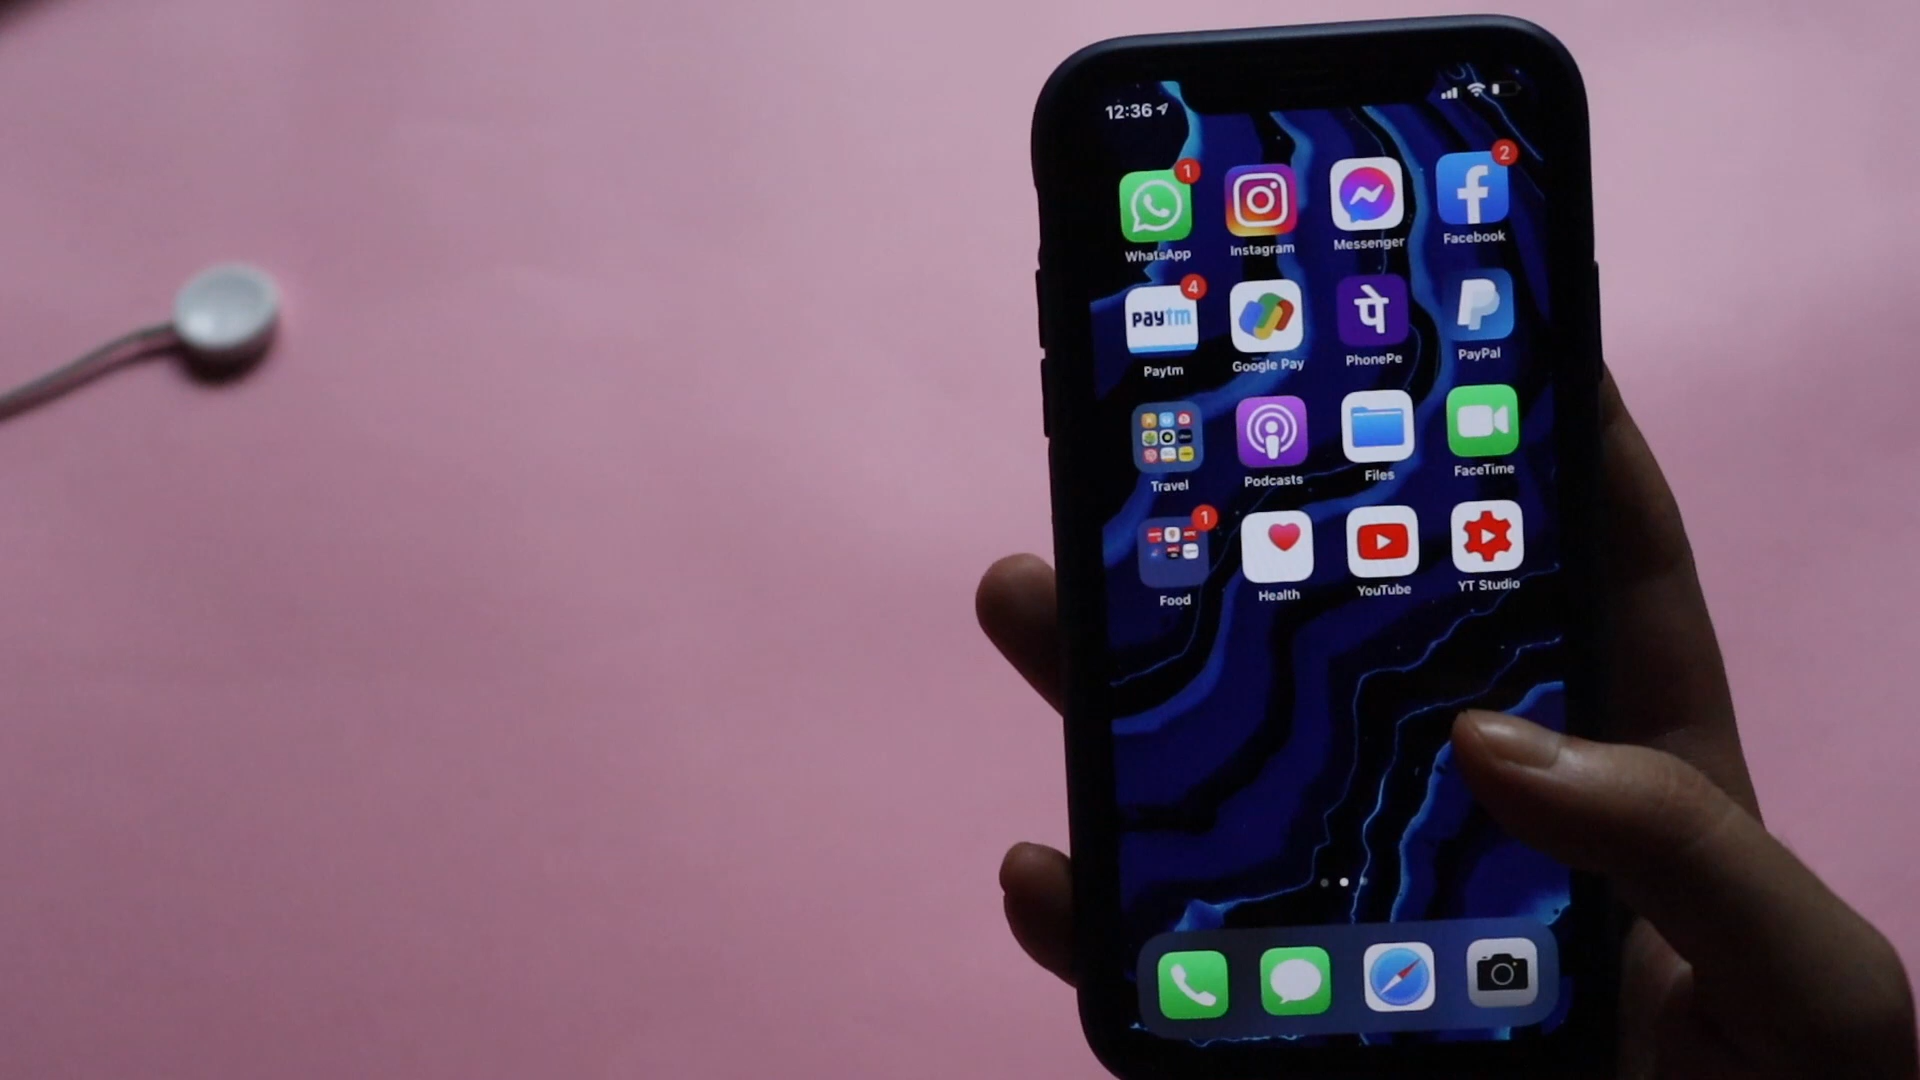 12:36
1
2
WhatsApp Instagram Messenger Facebook
4
paytm पे
Paytm Google Pay PhonePe PayPal
Travel Podcasts Files FaceTime
1
Food Health YouTube YT Studio